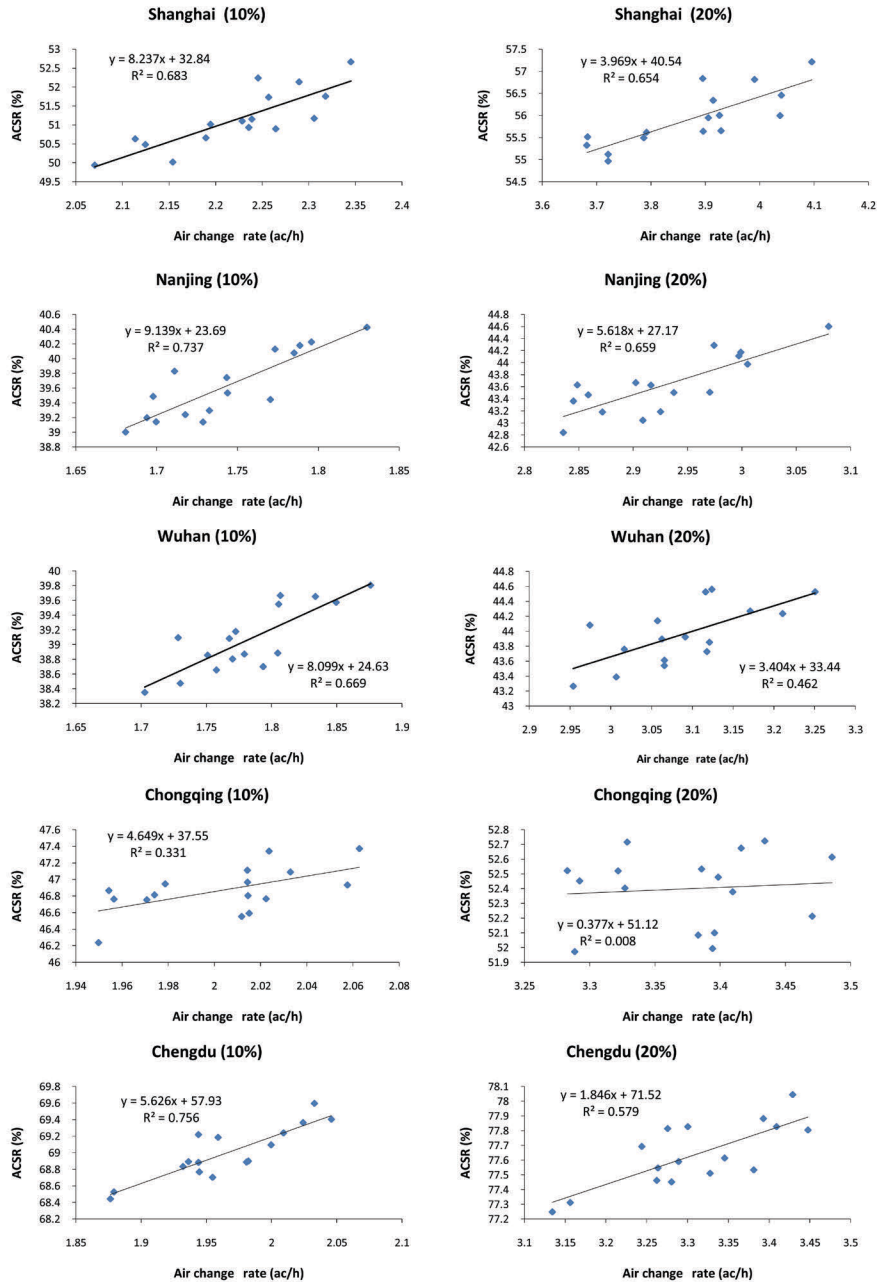 Shanghai (10%)
y = 8.237x + 32.84
R² = 0.683
ACSR (%)
53
52.5
52
51.5
51
50.5
50
49.5
2.05 2.1 2.15 2.2 2.25 2.3 2.35 2.4
Air change rate (ac/h)
Shanghai (20%)
y = 3.969x + 40.54
R² = 0.654
ACSR (%)
57.5
57
56.5
56
55.5
55
54.5
3.6 3.7 3.8 3.9 4 4.1 4.2
Air change rate (ac/h)
Nanjing (10%)
y = 9.139x + 23.69
R² = 0.737
ACSR (%)
40.6
40.4
40.2
40
39.8
39.6
39.4
39.2
39
38.8
1.65 1.7 1.75 1.8 1.85
Air change rate (ac/h)
Nanjing (20%)
y = 5.618x + 27.17
R² = 0.659
ACSR (%)
44.8
44.6
44.4
44.2
44
43.8
43.6
43.4
43.2
43
42.8
42.6
2.8 2.85 2.9 2.95 3 3.05 3.1
Air change rate (ac/h)
Wuhan (10%)
ACSR (%)
40
39.8
39.6
39.4
39.2
39
38.8
38.6
38.4
38.2
y = 8.099x + 24.63
R² = 0.669
1.7 1.75 1.8 1.85 1.9
Air change rate (ac/h)
Wuhan (20%)
ACSR (%)
44.8
44.6
44.4
44.2
44
43.8
43.6
43.4
43.2
43
y = 3.404x + 33.44
R² = 0.462
2.9 2.95 3 3.05 3.1 3.15 3.2 3.25 3.3
Air change rate (ac/h)
Chongqing (10%)
y = 4.649x + 37.55
R² = 0.331
ACSR (%)
47.6
47.4
47.2
47
46.8
46.6
46.4
46.2
46
1.94 1.96 1.98 2 2.02 2.04 2.06 2.08
Air change rate (ac/h)
Chongqing (20%)
ACSR (%)
52.8
52.7
52.6
52.5
52.4
52.3
52.2
52.1
52
51.9
y = 0.377x + 51.12
R² = 0.008
3.25 3.3 3.35 3.4 3.45 3.5
Air change rate (ac/h)
Chengdu (10%)
y = 5.626x + 57.93
R² = 0.756
ACSR (%)
69.8
69.6
69.4
69.2
69
68.8
68.6
68.4
68.2
1.85 1.9 1.95 2 2.05 2.1
Air change rate (ac/h)
Chengdu (20%)
y = 1.846x + 71.52
R² = 0.579
ACSR (%)
78.1
78
77.9
77.8
77.7
77.6
77.5
77.4
77.3
77.2
3.1 3.15 3.2 3.25 3.3 3.35 3.4 3.45 3.5
Air change rate (ac/h)